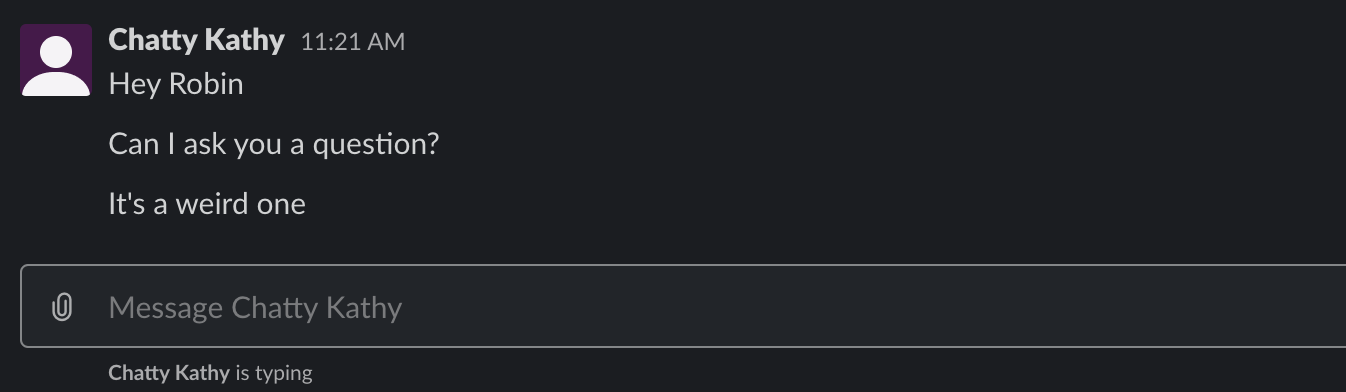 Chatty Kathy 11:21 AM
Hey Robin
Can I ask you a question?
It's a weird one
Message Chatty Kathy
Chatty Kathy is typing